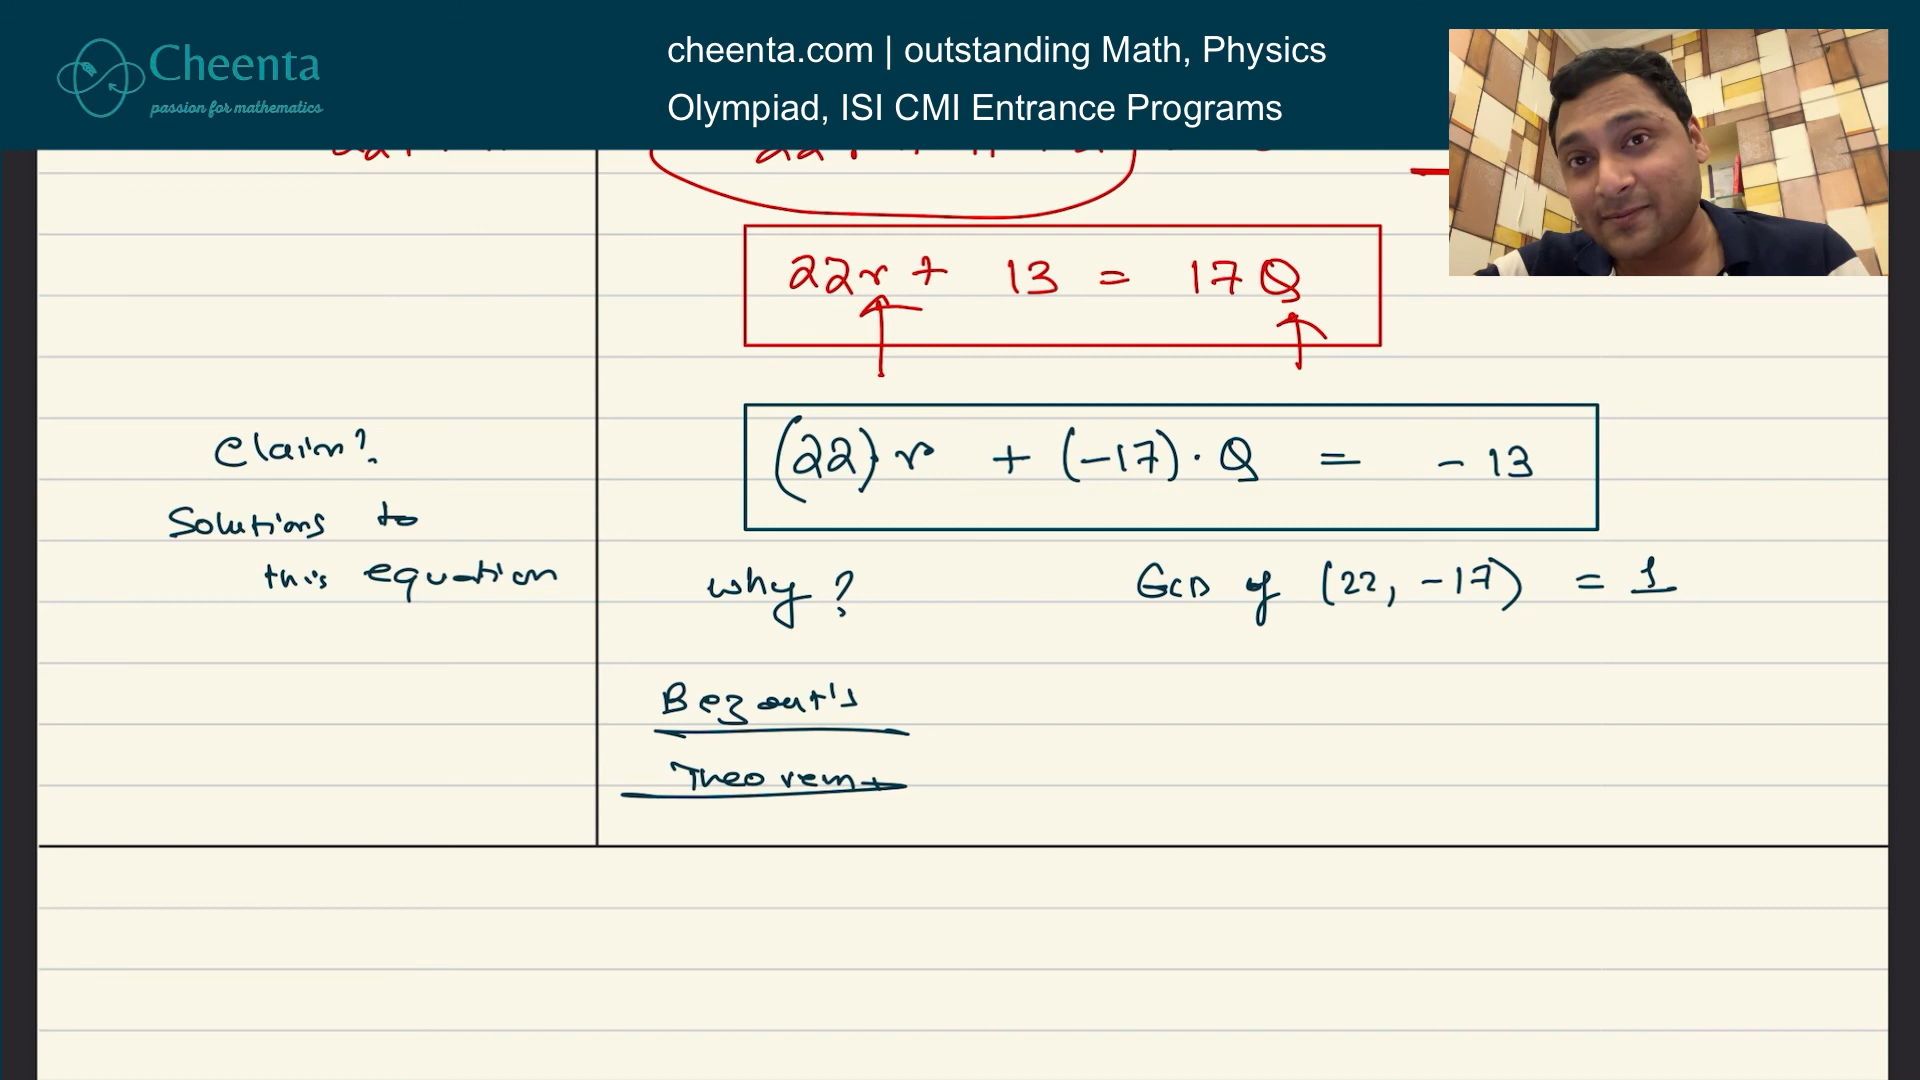 Cheenta
passion for mathematics
cheenta.com | outstanding Math, Physics
Olympiad, ISI CMI Entrance Programs
22r + 13 = 17Q
(22) r + (-17) · Q = - 13
Claim?
Solutions to
this equation
why ?
GCD of (22, -17) = 1
Bezout's
Theorem